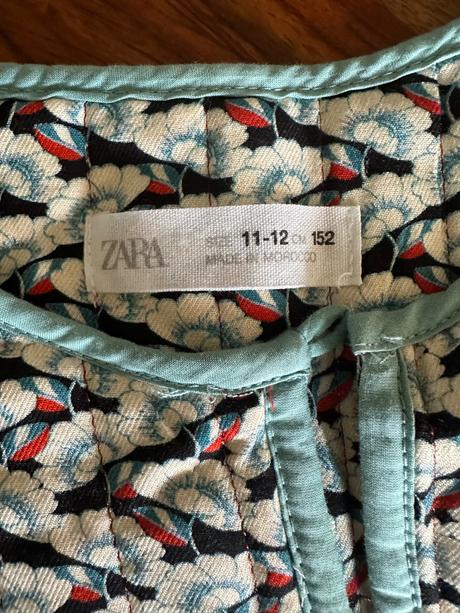 ZARA
SIZE 11-12 CM 152
MADE IN MOROCCO